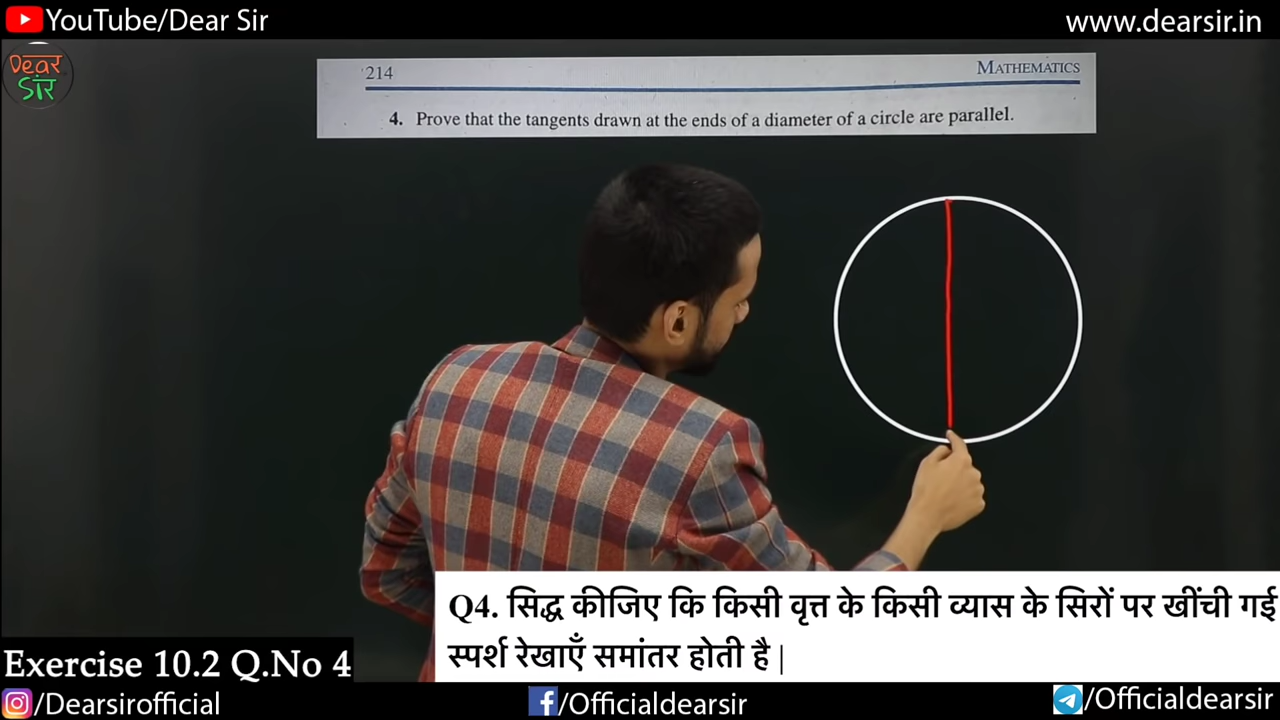 YouTube/Dear Sir
www.dearsir.in
Dear
सर
214
MATHEMATICS
4. Prove that the tangents drawn at the ends of a diameter of a circle are parallel.
Q4. सिद्ध कीजिए कि किसी वृत्त के किसी व्यास के सिरों पर खींची गई
स्पर्श रेखाएँ समांतर होती है |
Exercise 10.2 Q.No 4
/Dearsirofficial
/Officialdearsir
/Officialdearsir